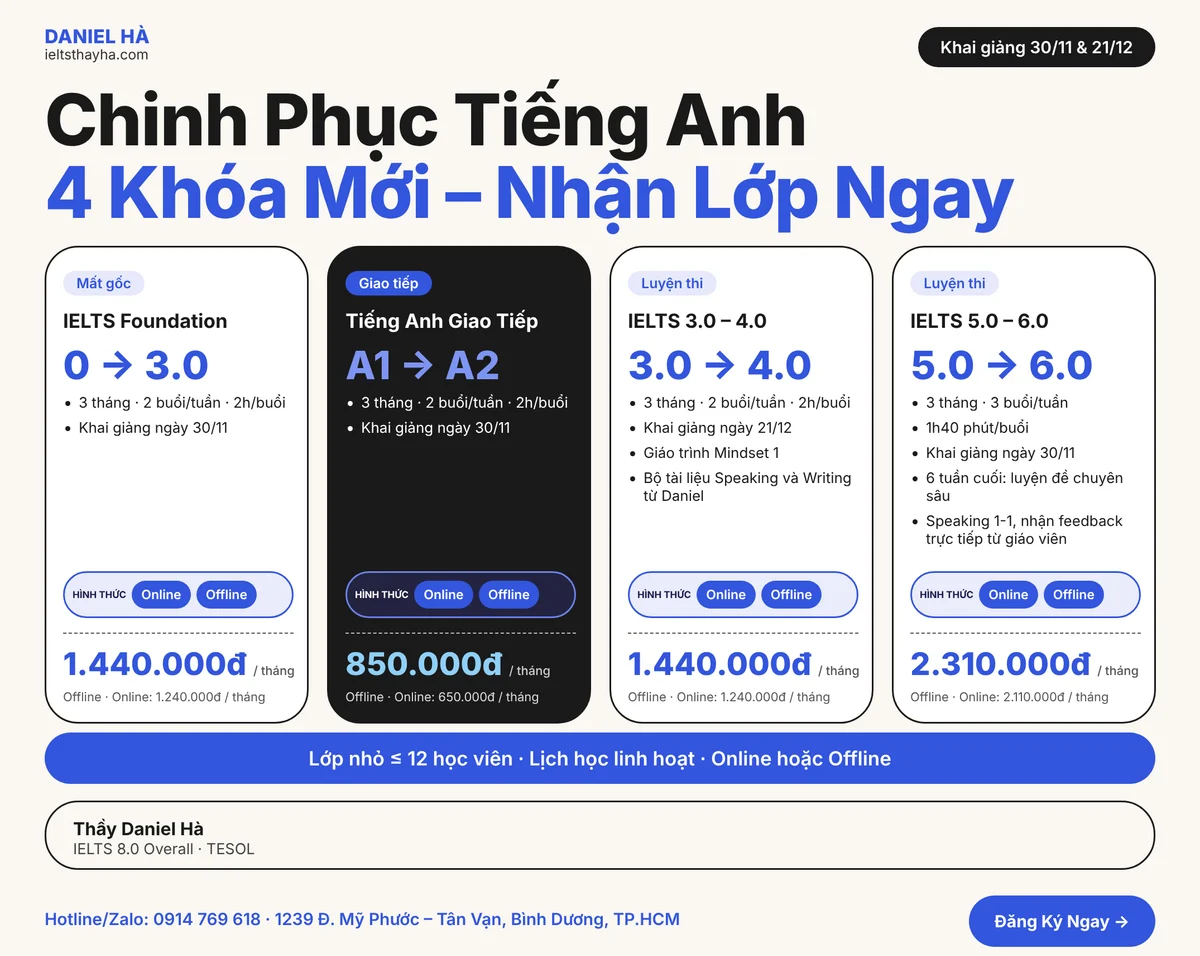 DANIEL HÀ
ieltsthayha.com
Khai giảng 30/11 & 21/12
Chinh Phục Tiếng Anh
4 Khóa Mới – Nhận Lớp Ngay
Mất gốc
IELTS Foundation
0 → 3.0
• 3 tháng · 2 buổi/tuần · 2h/buổi
• Khai giảng ngày 30/11
HÌNH THỨC Online Offline
1.440.000đ / tháng
Offline · Online: 1.240.000đ / tháng
Giao tiếp
Tiếng Anh Giao Tiếp
A1 → A2
• 3 tháng · 2 buổi/tuần · 2h/buổi
• Khai giảng ngày 30/11
HÌNH THỨC Online Offline
850.000đ / tháng
Offline · Online: 650.000đ / tháng
Luyện thi
IELTS 3.0 – 4.0
3.0 → 4.0
• 3 tháng · 2 buổi/tuần · 2h/buổi
• Khai giảng ngày 21/12
• Giáo trình Mindset 1
• Bộ tài liệu Speaking và Writing
từ Daniel
HÌNH THỨC Online Offline
1.440.000đ / tháng
Offline · Online: 1.240.000đ / tháng
Luyện thi
IELTS 5.0 – 6.0
5.0 → 6.0
• 3 tháng · 3 buổi/tuần
• 1h40 phút/buổi
• Khai giảng ngày 30/11
• 6 tuần cuối: luyện đề chuyên
sâu
• Speaking 1-1, nhận feedback
trực tiếp từ giáo viên
HÌNH THỨC Online Offline
2.310.000đ / tháng
Offline · Online: 2.110.000đ / tháng
Lớp nhỏ ≤ 12 học viên · Lịch học linh hoạt · Online hoặc Offline
Thầy Daniel Hà
IELTS 8.0 Overall · TESOL
Hotline/Zalo: 0914 769 618 · 1239 Đ. Mỹ Phước – Tân Vạn, Bình Dương, TP.HCM
Đăng Ký Ngay →